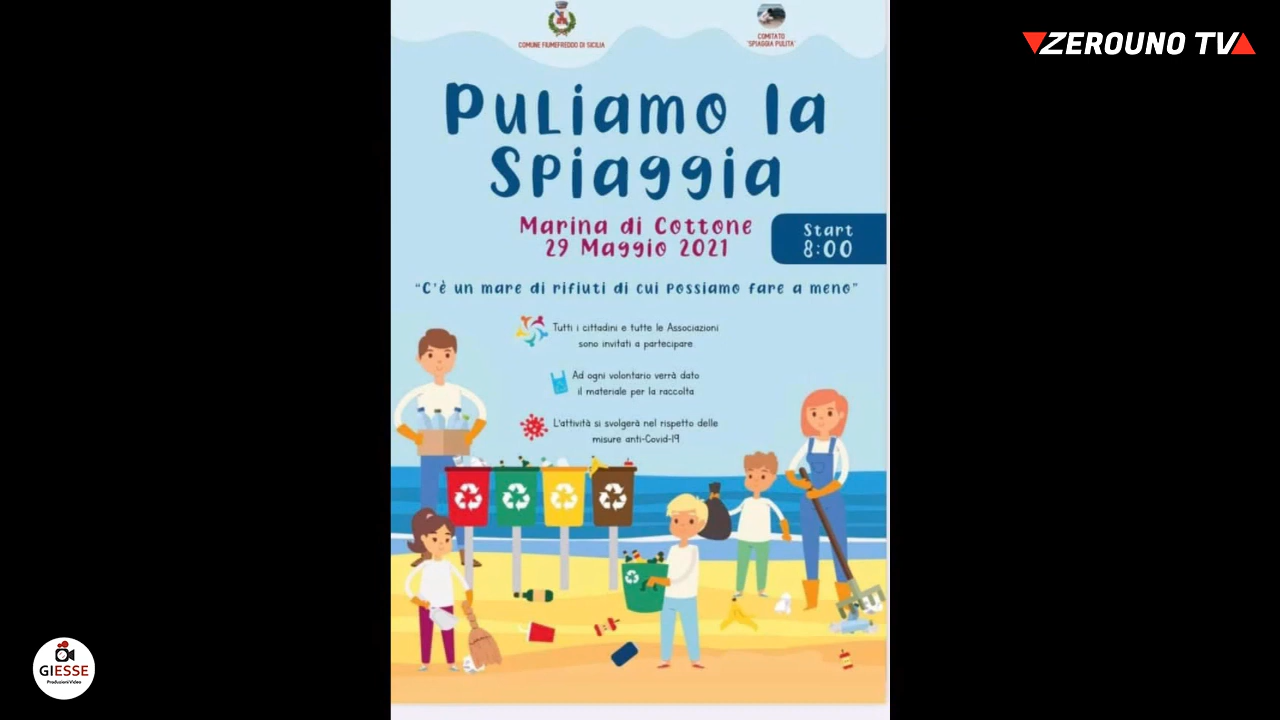 COMUNE FIUMEFREDDO DI SICILIA
COMITATO
"SPIAGGIA PULITA"
ZEROUNO TV
Puliamo la
Spiaggia
Marina di Cottone
29 Maggio 2021
Start
8:00
"C'è un mare di rifiuti di cui possiamo fare a meno"
Tutti i cittadini e tutte le Associazioni
sono invitati a partecipare
Ad ogni volontario verrà dato
il materiale per la raccolta
L'attività si svolgerà nel rispetto delle
misure anti-Covid-19
GIESSE
Produzioni Video